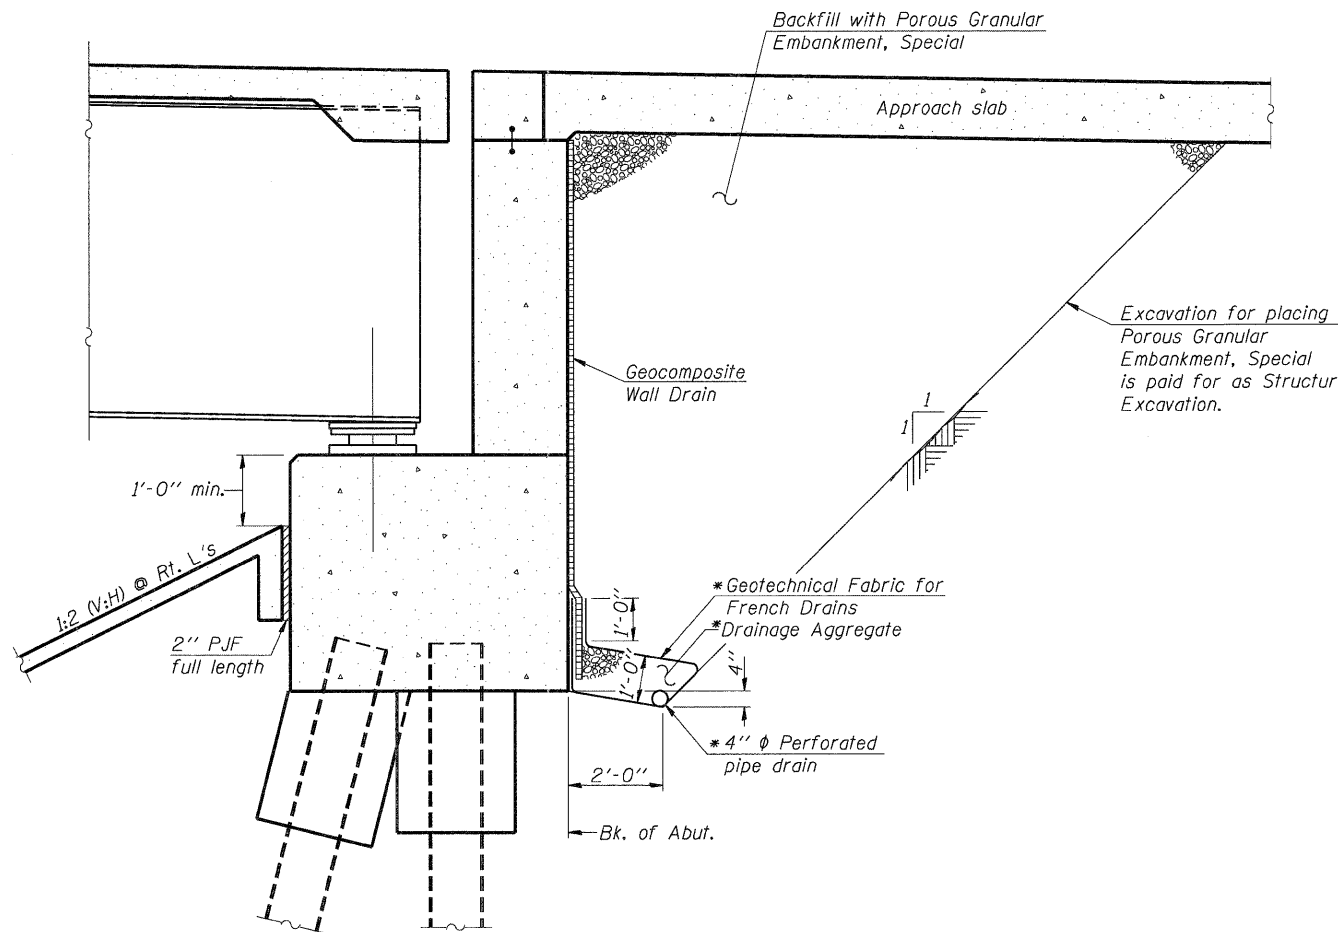 Backfill with Porous Granular
Embankment, Special
Approach slab
Excavation for placing
Porous Granular
Embankment, Special
is paid for as Structur
Excavation.
Geocomposite
Wall Drain
1
1
1'-0" min.
1:2 (V:H) @ Rt. L's
2" PJF
full length
*Geotechnical Fabric for
French Drains
*Drainage Aggregate
1'-0"
1'-0"
4"
*4" ϕ Perforated
pipe drain
2'-0"
Bk. of Abut.